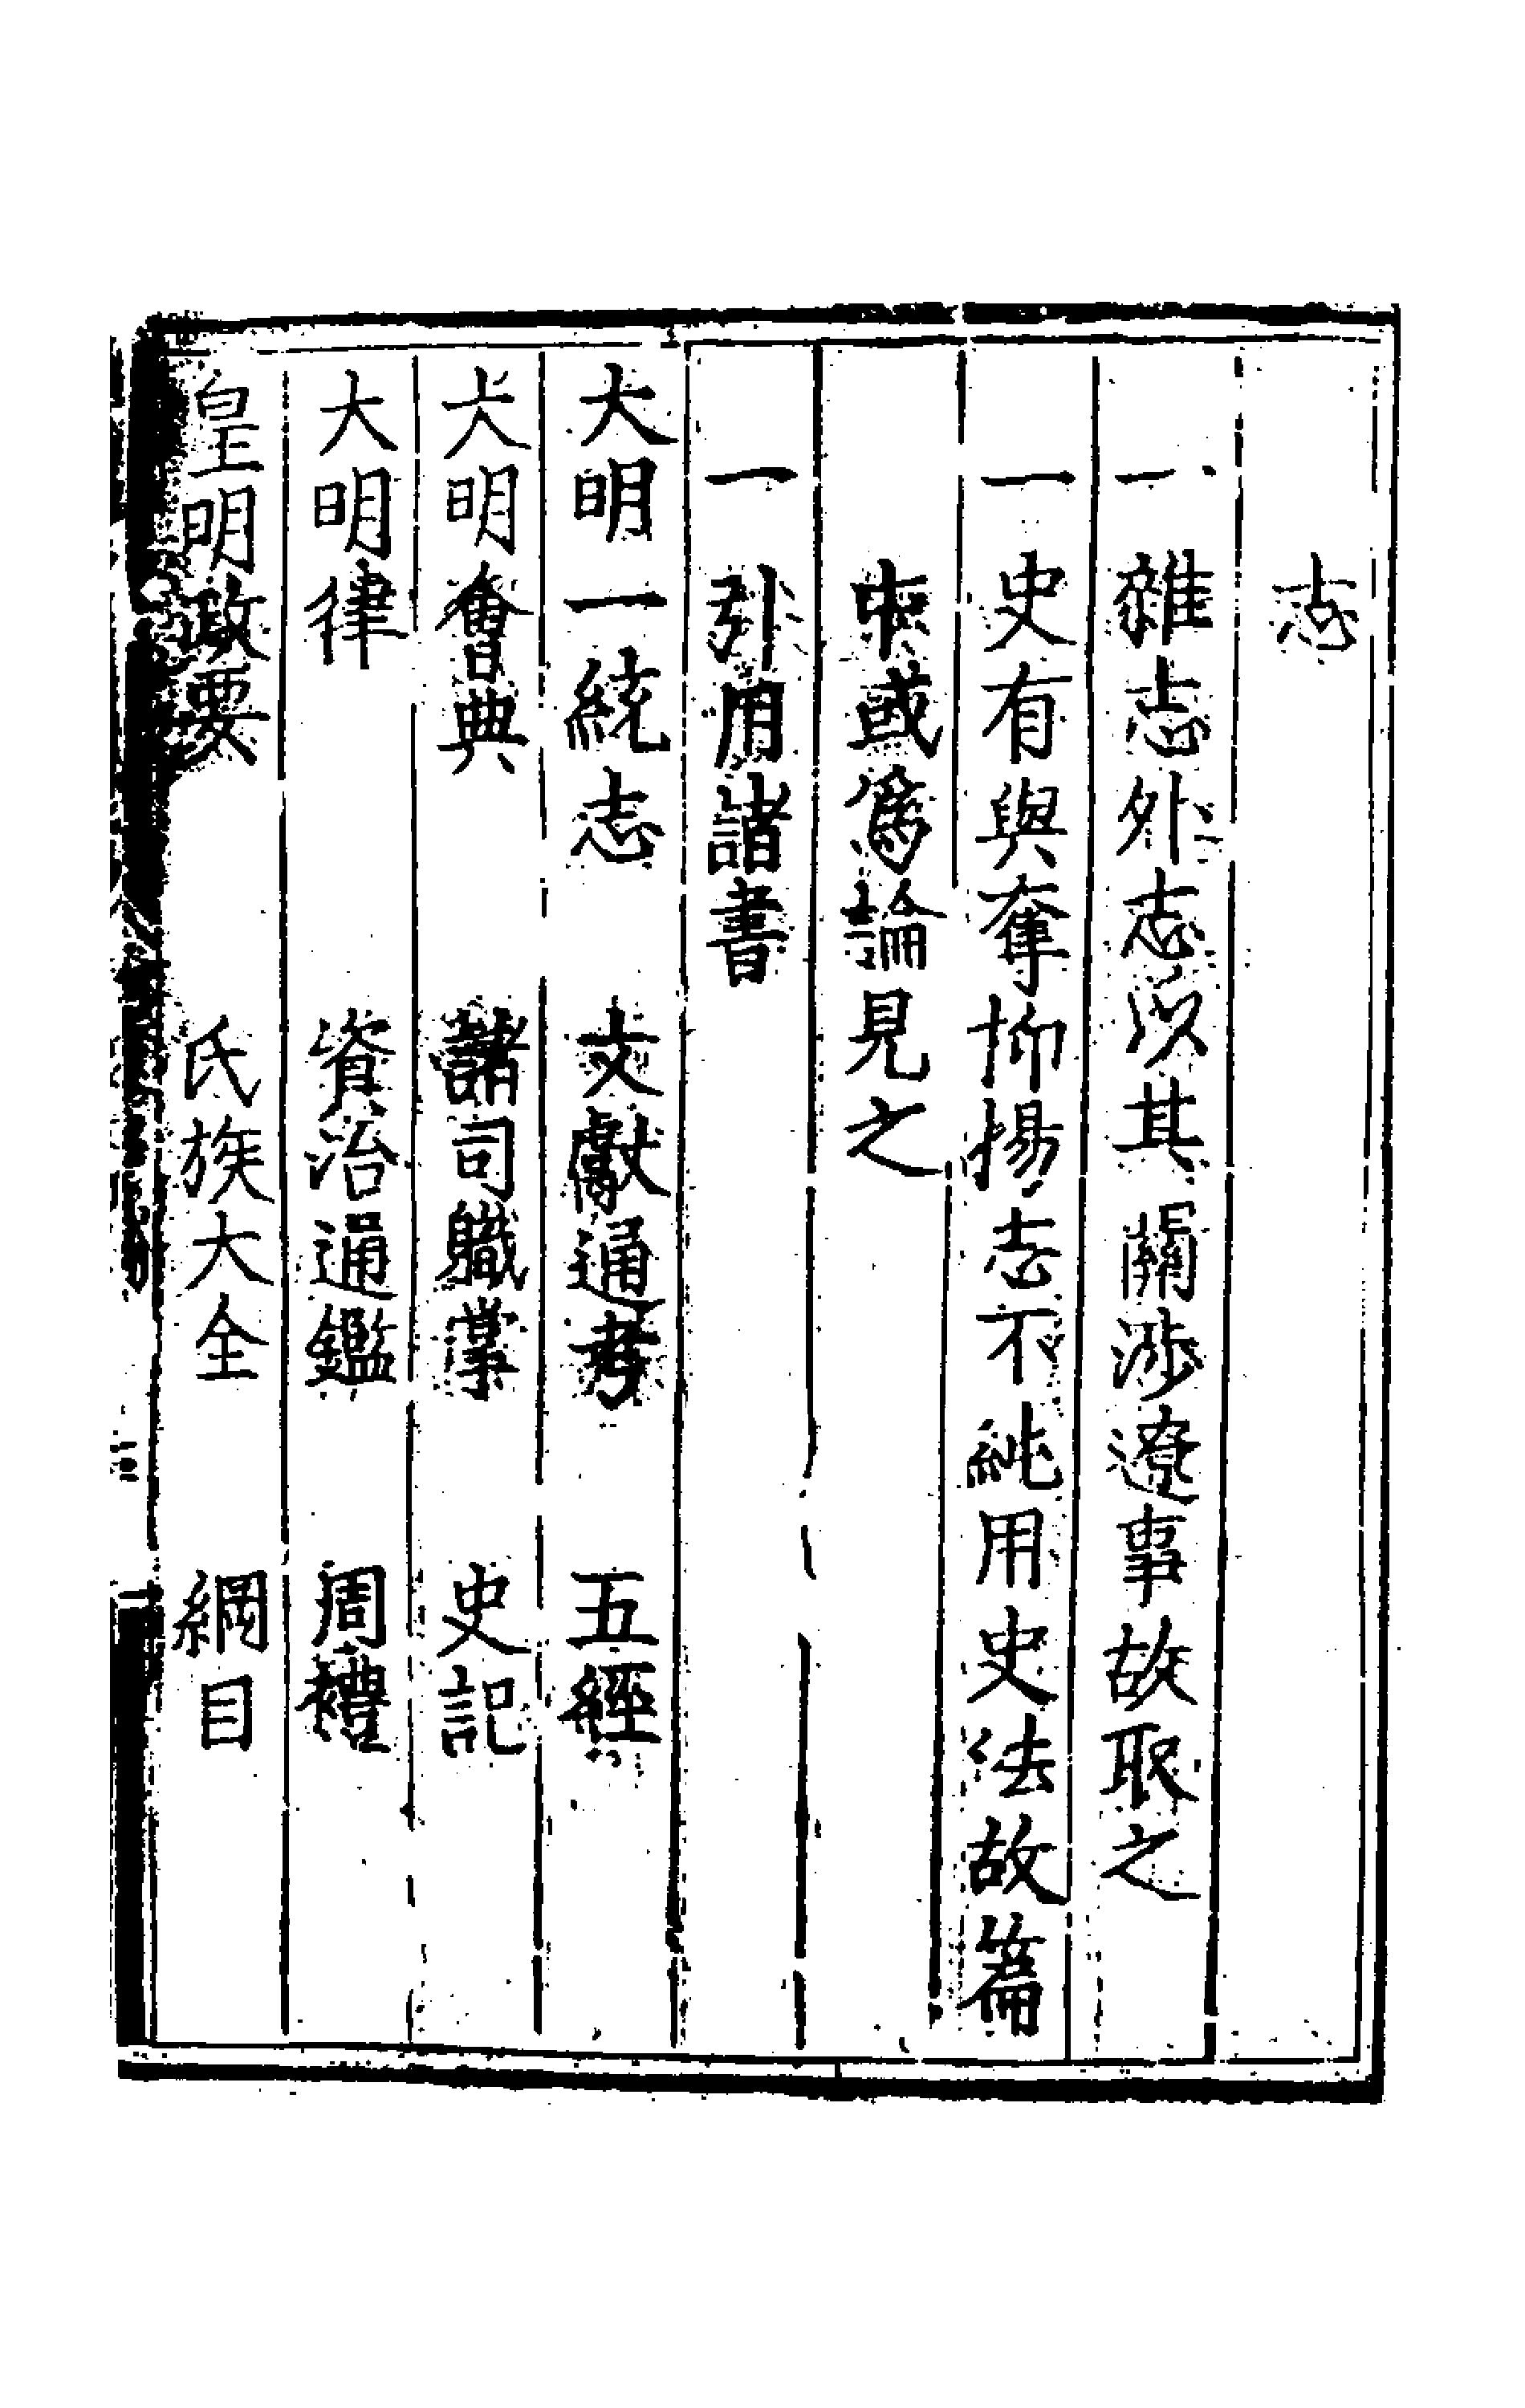 志
一 雜志外志以其關涉遼事故取之
一 史有與奪抑揚志不純用史法故篇
末或爲論見之
一 引用諸書
大明一統志 文獻通考 五經
大明會典 諸司職掌 史記
大明律 資治通鑑 周禮
皇明政要 氏族大全 綱目